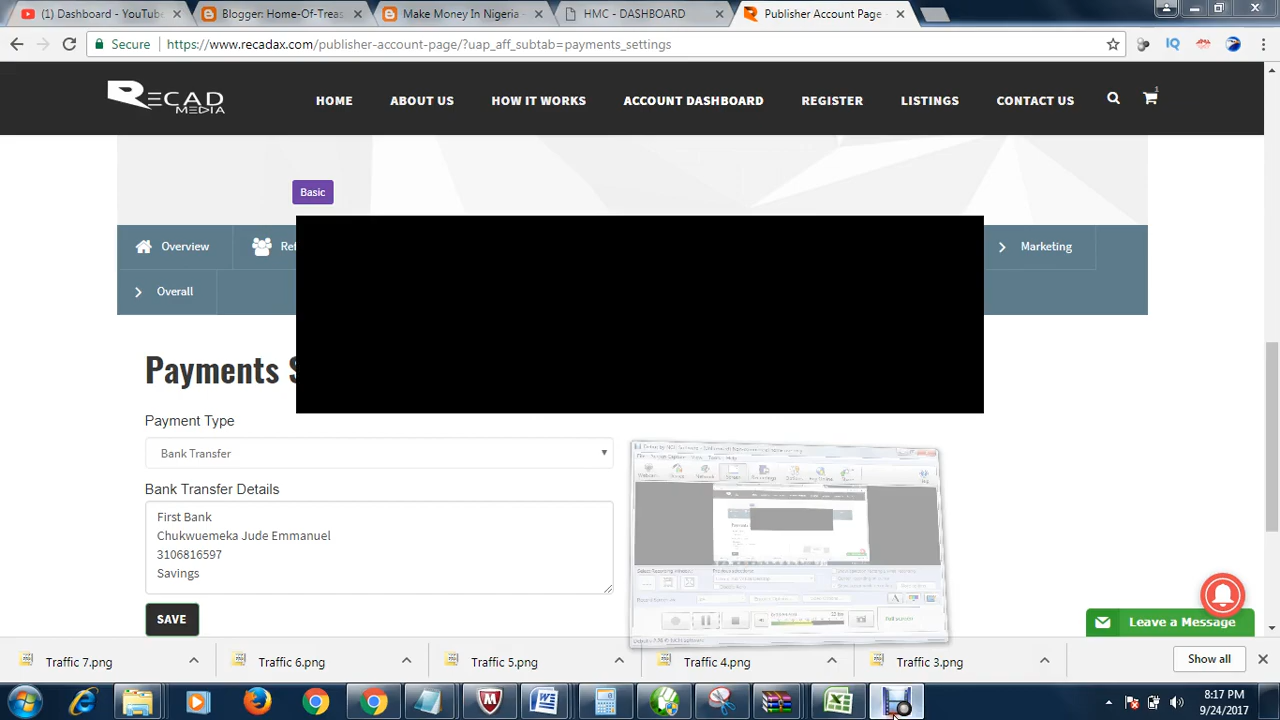 Dashboard - YouTub
Blogger: Home-Of-Treas
Make Money In Nigeria -
HMC - DASHBOARD
Publisher Account Page -
Secure
https://www.recadax.com/publisher-account-page/?uap_aff_subtab=payments_settings
RECAD MEDIA
HOME
ABOUT US
HOW IT WORKS
ACCOUNT DASHBOARD
REGISTER
LISTINGS
CONTACT US
1
Basic
Overview
Ref
Marketing
Overall
Payments S
Payment Type
Bank Transfer
Bank Transfer Details
First Bank
Chukwuemeka Jude Emmanuel
3106816597
Savings
SAVE
Leave a Message
Traffic 7.png
Traffic 6.png
Traffic 5.png
Traffic 4.png
Traffic 3.png
Show all
8:17 PM
9/24/2017